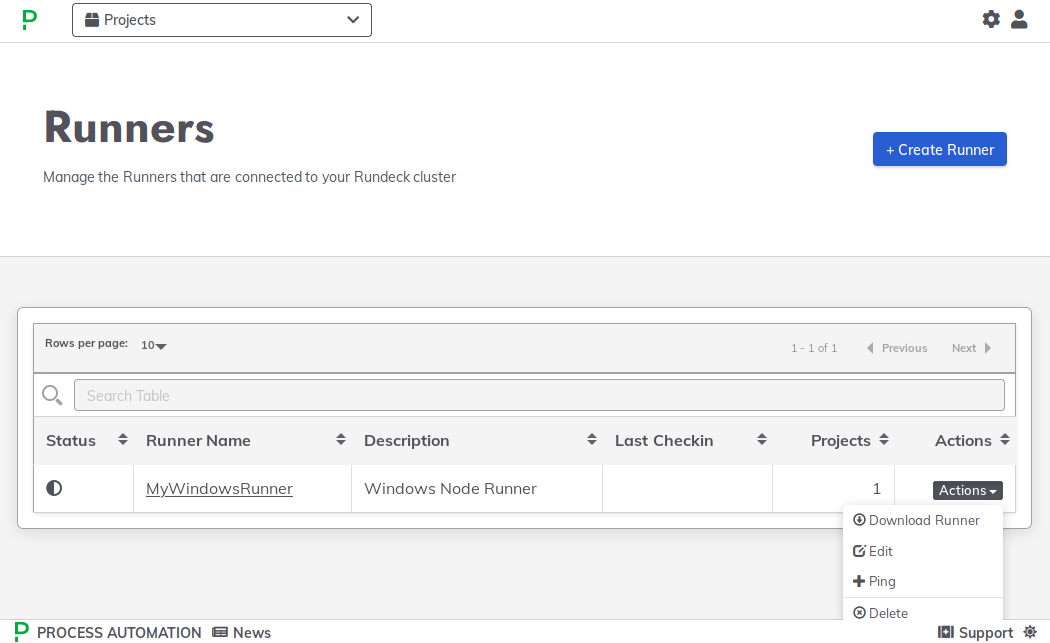 Projects
Runners
Manage the Runners that are connected to your Rundeck cluster
+ Create Runner
Rows per page: 10
1 - 1 of 1 Previous Next
Search Table
Status Runner Name Description Last Checkin Projects Actions
MyWindowsRunner Windows Node Runner 1 Actions
Download Runner
Edit
Ping
Delete
P PROCESS AUTOMATION News Support